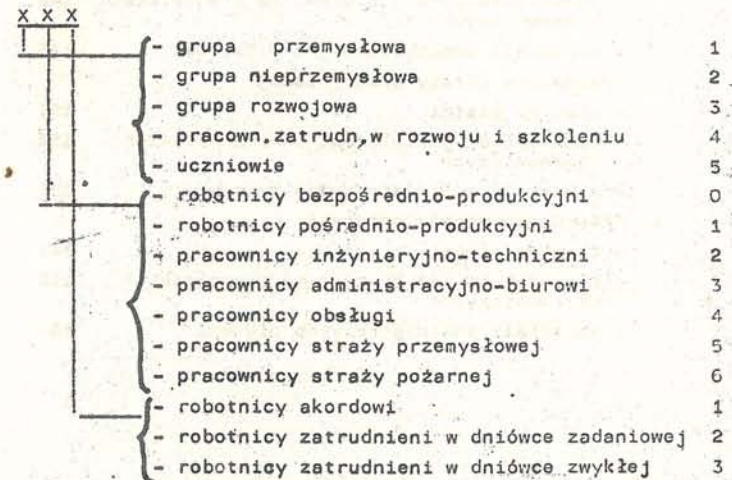 x x x
- grupa przemysłowa 1
- grupa nieprzemysłowa 2
- grupa rozwojowa 3
- pracown.zatrudn,w rozwoju i szkoleniu 4
- uczniowie 5
- robotnicy bezpośrednio-produkcyjni 0
- robotnicy pośrednio-produkcyjni 1
- pracownicy inżynieryjno-techniczni 2
- pracownicy administracyjno-biurowi 3
- pracownicy obsługi 4
- pracownicy straży przemysłowej 5
- pracownicy straży pożarnej 6
- robotnicy akordowi 1
- robotnicy zatrudnieni w dniówce zadaniowej 2
- robotnicy zatrudnieni w dniówce zwykłej 3